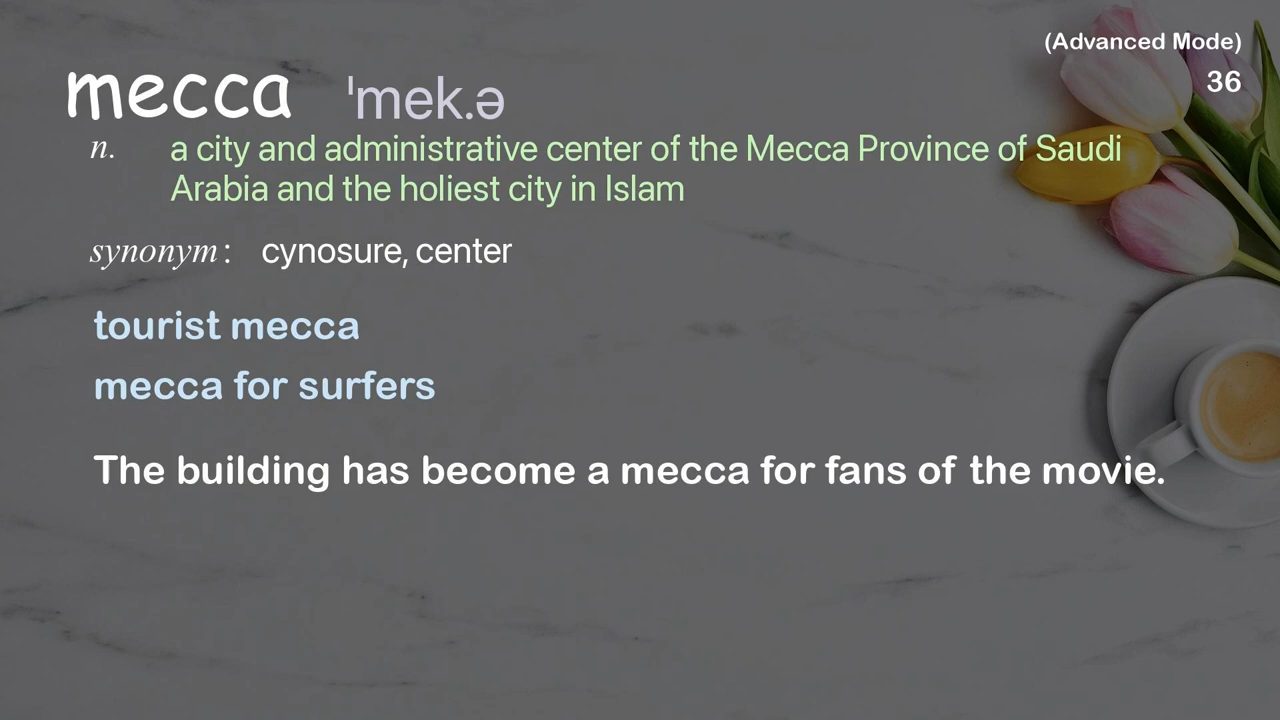 (Advanced Mode)
36
mecca ˈmek.ə
n. a city and administrative center of the Mecca Province of Saudi
Arabia and the holiest city in Islam
synonym: cynosure, center
tourist mecca
mecca for surfers
The building has become a mecca for fans of the movie.